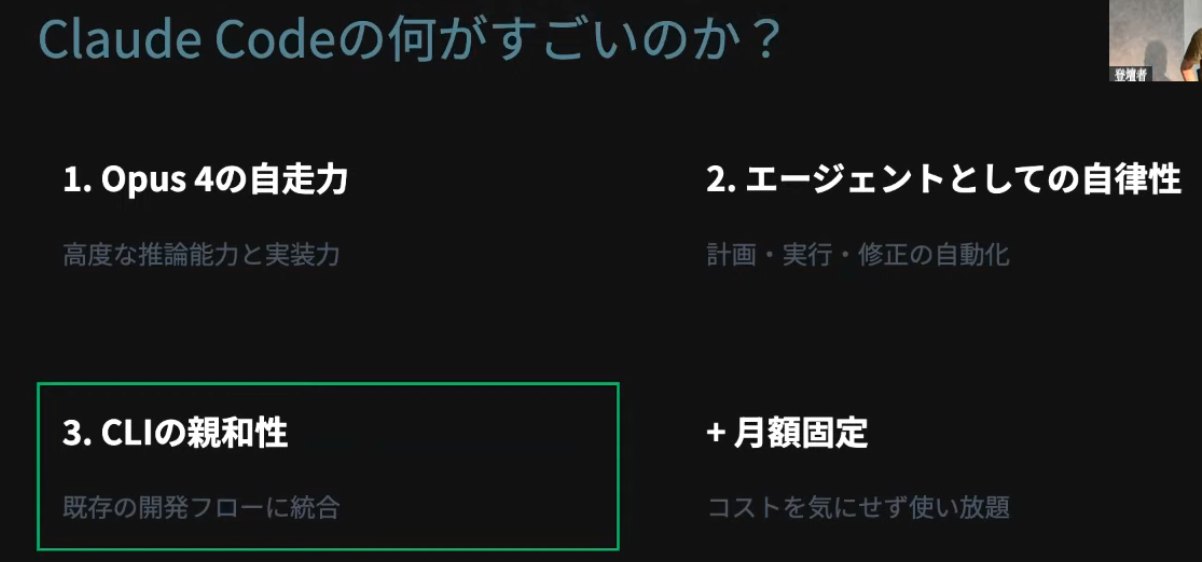 Claude Codeの何がすごいのか？
登壇者
1. Opus 4の自走力
高度な推論能力と実装力
2. エージェントとしての自律性
計画・実行・修正の自動化
3. CLIの親和性
既存の開発フローに統合
+ 月額固定
コストを気にせず使い放題